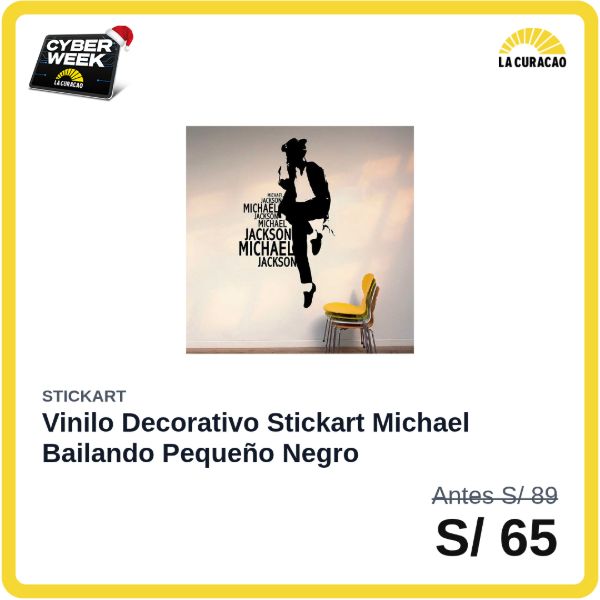 CYBER
WEEK
LA CURACAO
LA CURACAO
MICHAEL
JACKSON
MICHAEL
JACKSON
MICHAEL
JACKSON
MICHAEL
JACKSON
STICKART
Vinilo Decorativo Stickart Michael
Bailando Pequeño Negro
Antes S/ 89
S/ 65